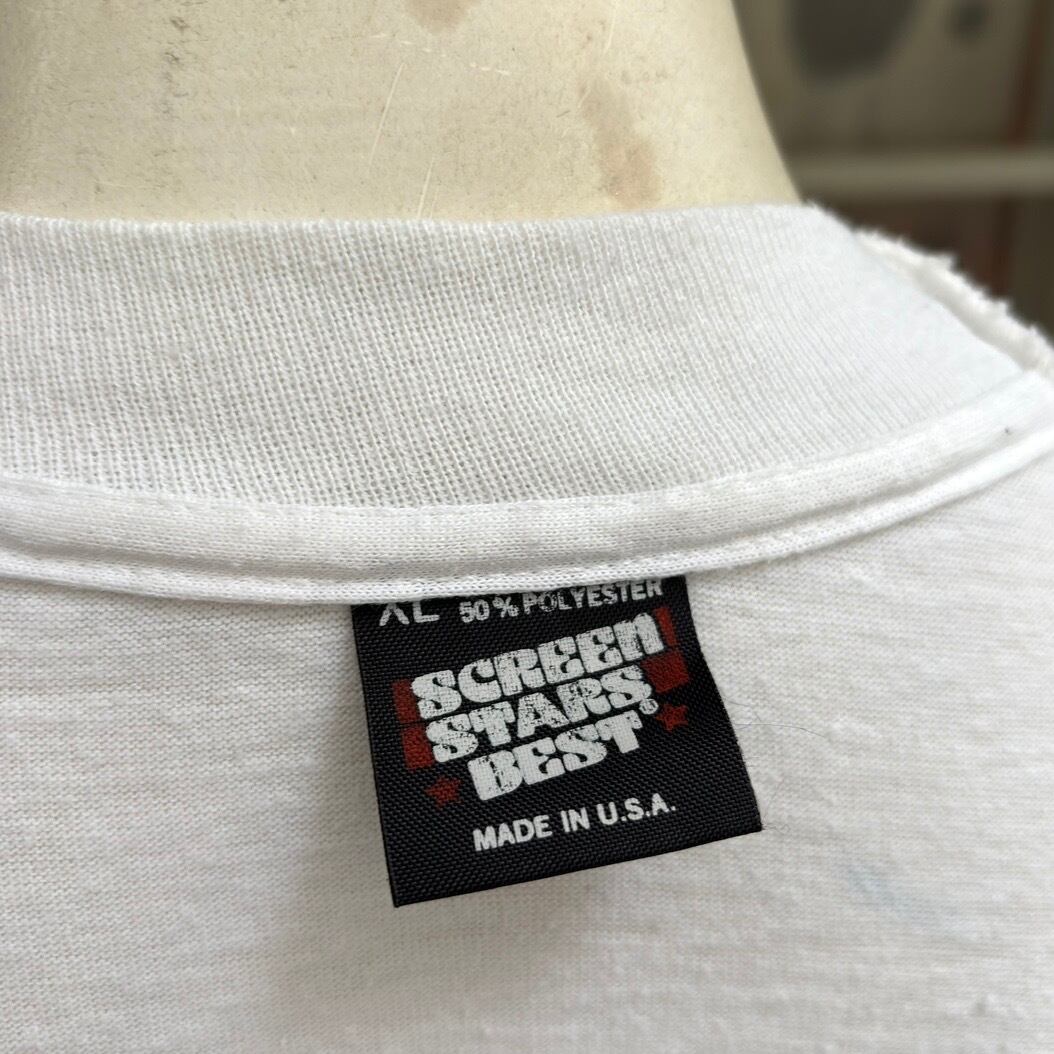 XL 50% POLYESTER
SCREEN
STARS
BEST®
MADE IN U.S.A.